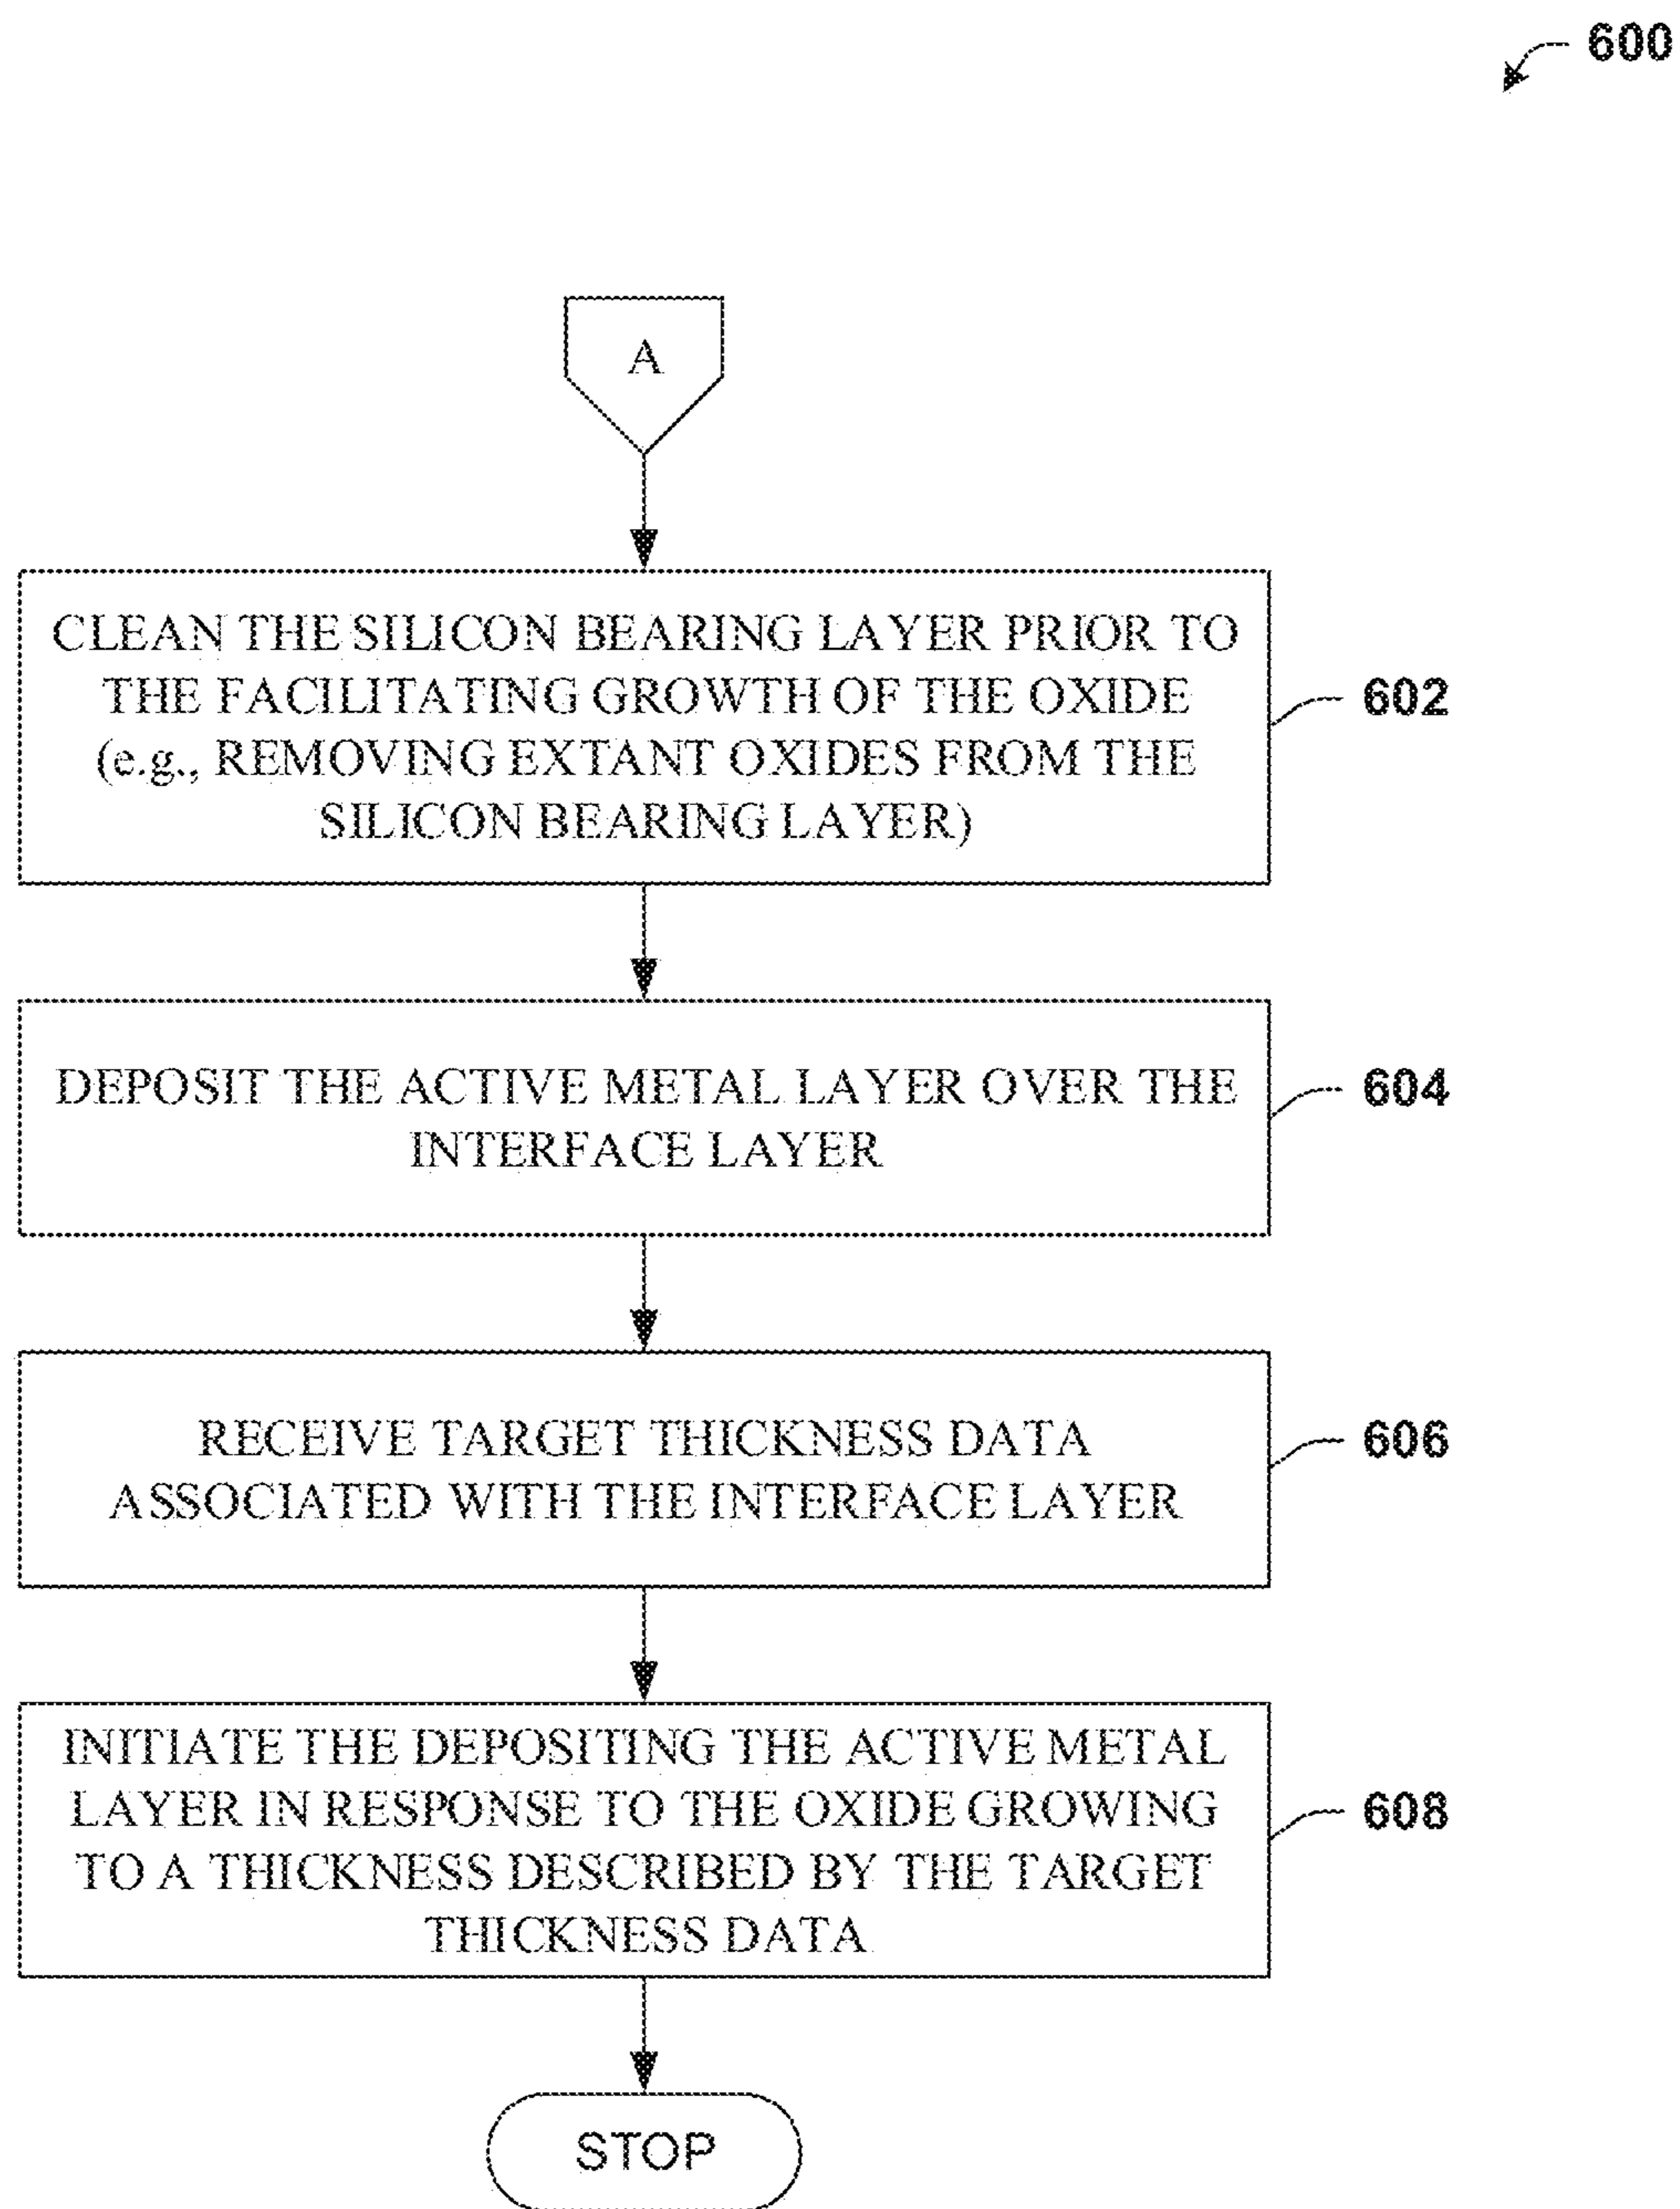 600
A
CLEAN THE SILICON BEARING LAYER PRIOR TO
THE FACILITATING GROWTH OF THE OXIDE
(e.g., REMOVING EXTANT OXIDES FROM THE
SILICON BEARING LAYER)
602
DEPOSIT THE ACTIVE METAL LAYER OVER THE
INTERFACE LAYER
604
RECEIVE TARGET THICKNESS DATA
ASSOCIATED WITH THE INTERFACE LAYER
606
INITIATE THE DEPOSITING THE ACTIVE METAL
LAYER IN RESPONSE TO THE OXIDE GROWING
TO A THICKNESS DESCRIBED BY THE TARGET
THICKNESS DATA
608
STOP